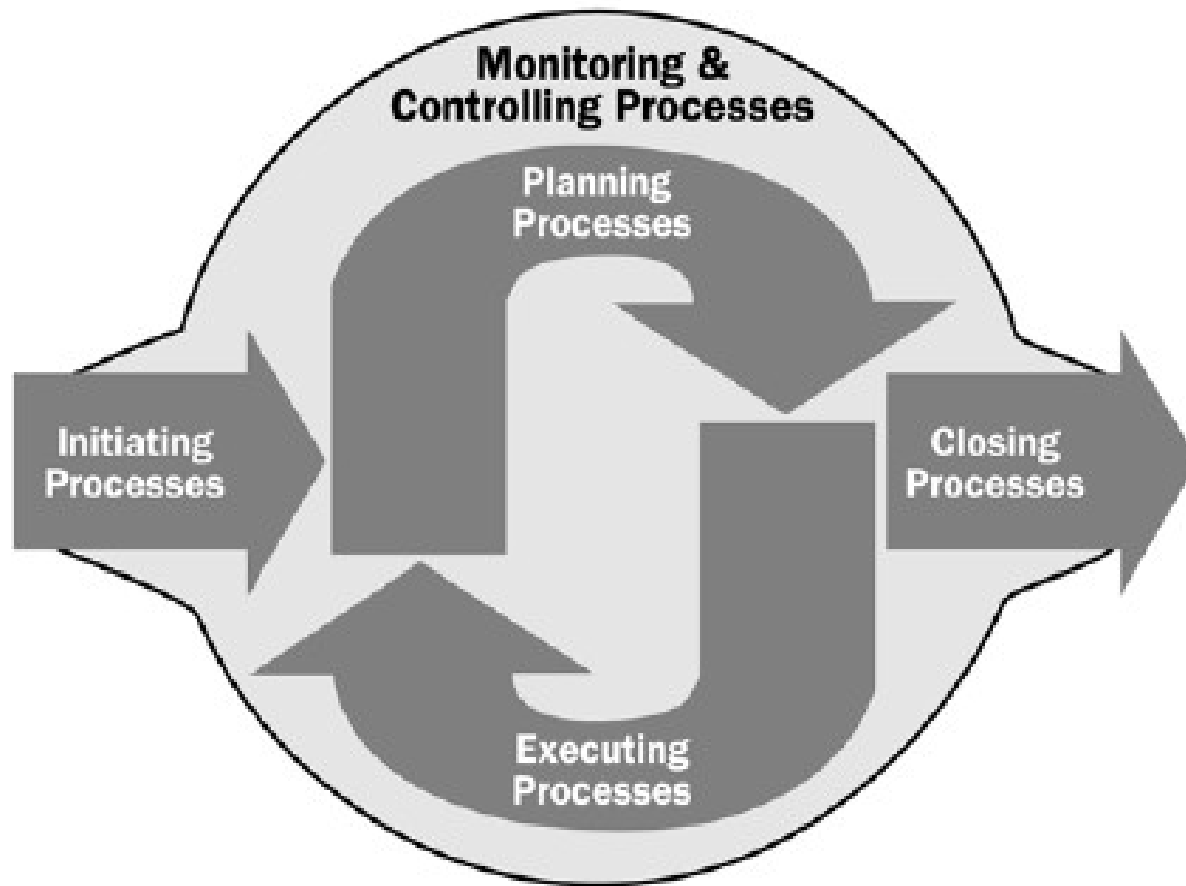 Monitoring &
Controlling Processes
Planning
Processes
Initiating
Processes
Closing
Processes
Executing
Processes